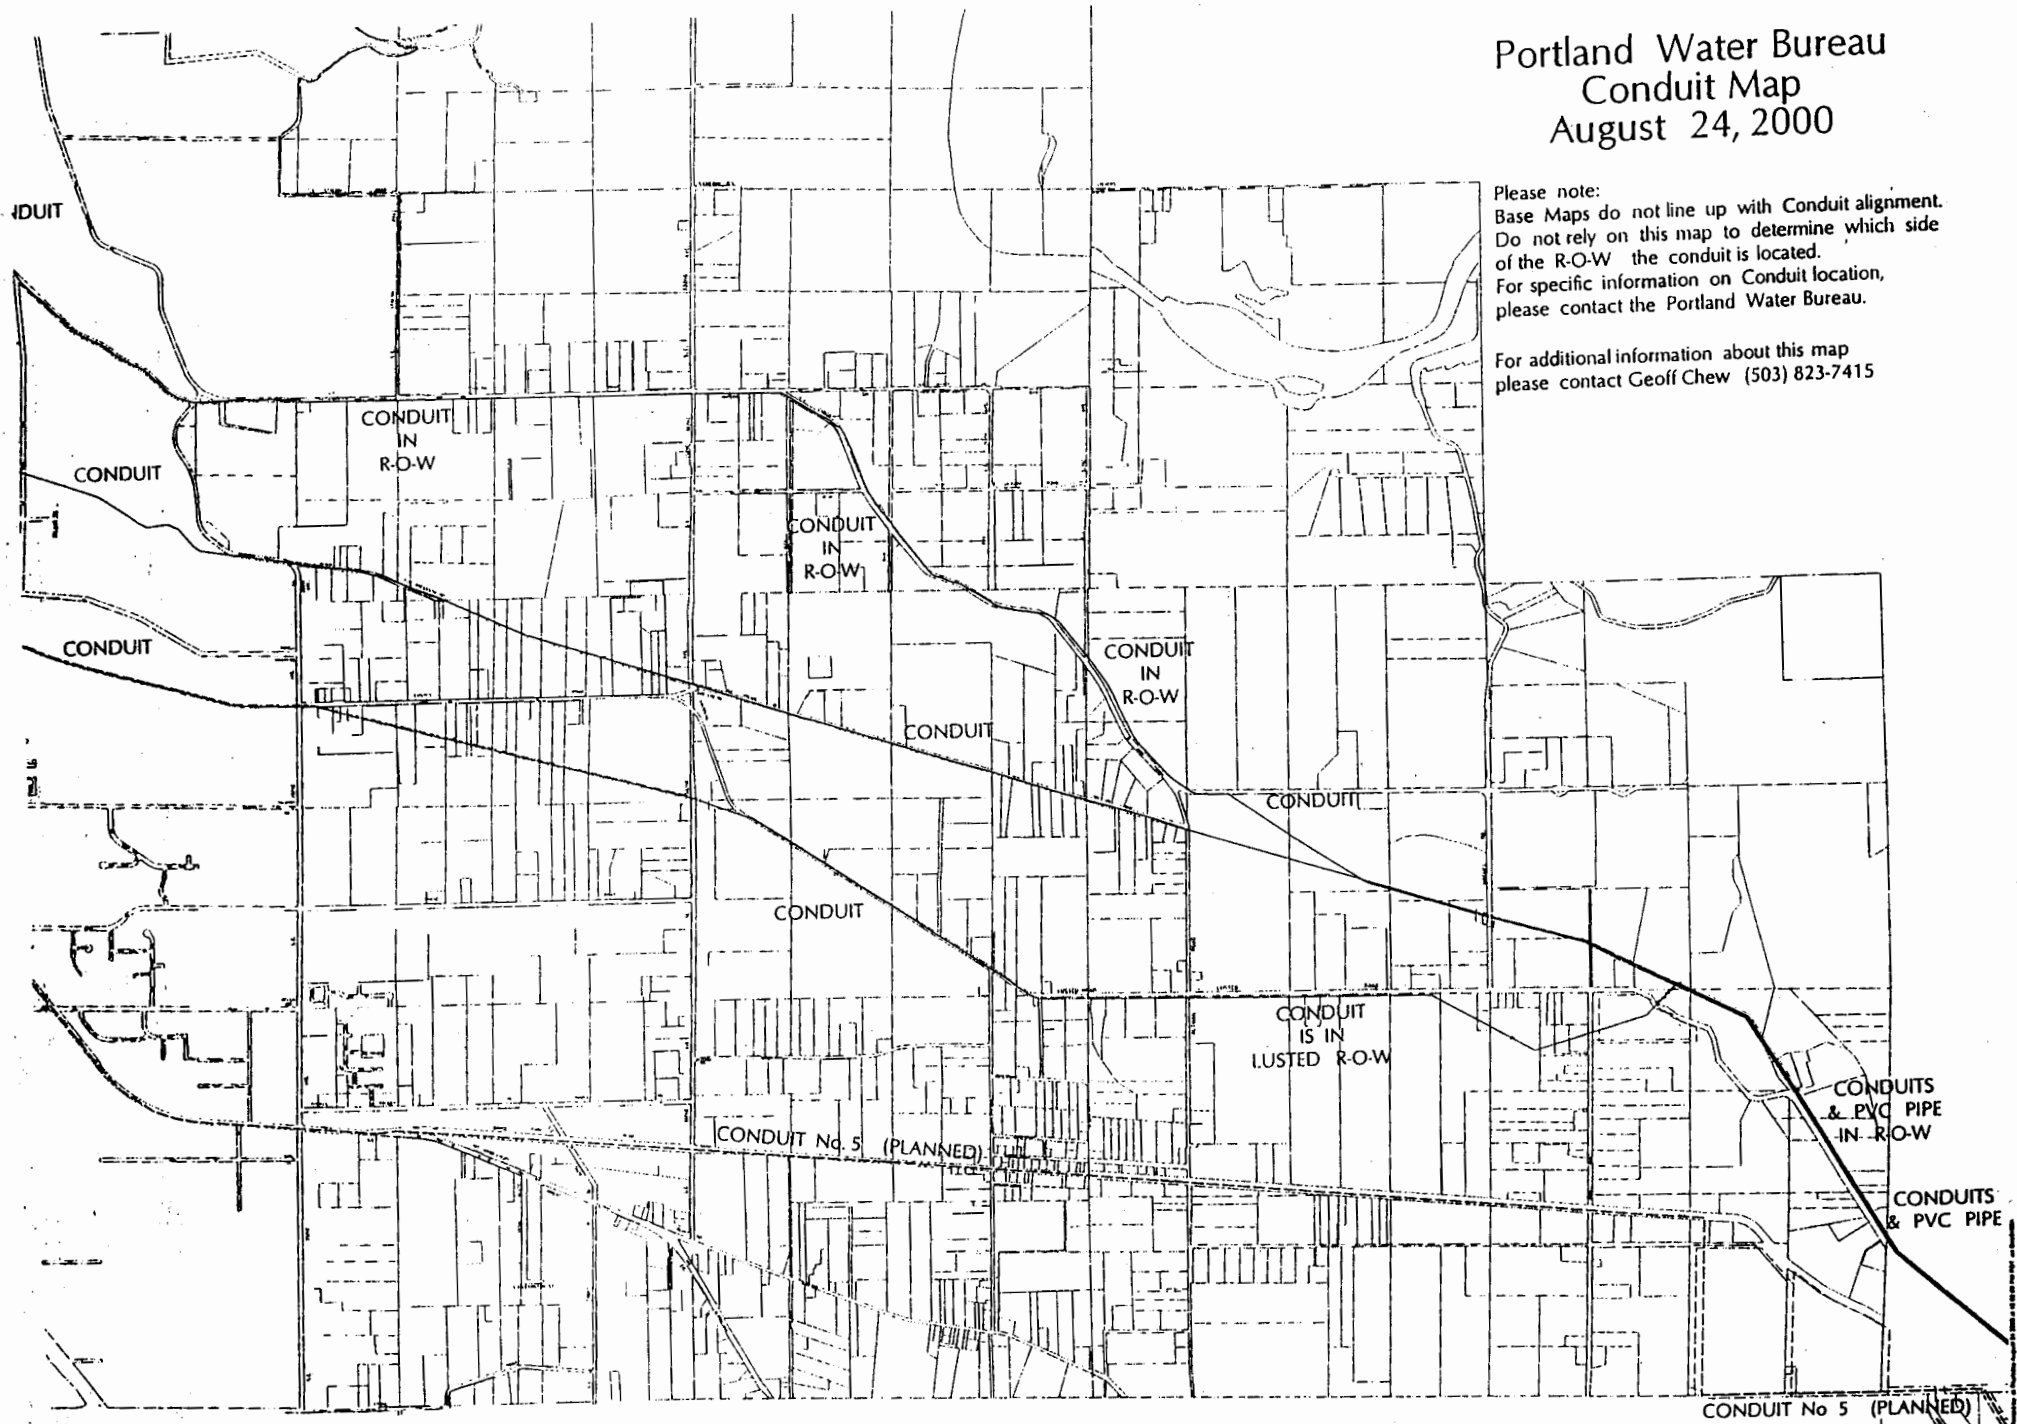 Portland Water Bureau
Conduit Map
August 24, 2000
Please note:
Base Maps do not line up with Conduit alignment.
Do not rely on this map to determine which side
of the R-O-W the conduit is located.
For specific information on Conduit location,
please contact the Portland Water Bureau.
For additional information about this map
please contact Geoff Chew (503) 823-7415
NDUIT
CONDUIT
IN
R-O-W
CONDUIT
CONDUIT
IN
R-O-W
CONDUIT
CONDUIT
IN
R-O-W
CONDUIT
CONDUIT
CONDUIT
CONDUIT
IS IN
LUSTED R-O-W
CONDUITS
& PVC PIPE
IN R-O-W
CONDUIT No. 5 (PLANNED)
CONDUITS
& PVC PIPE
CONDUIT No 5 (PLANNED)